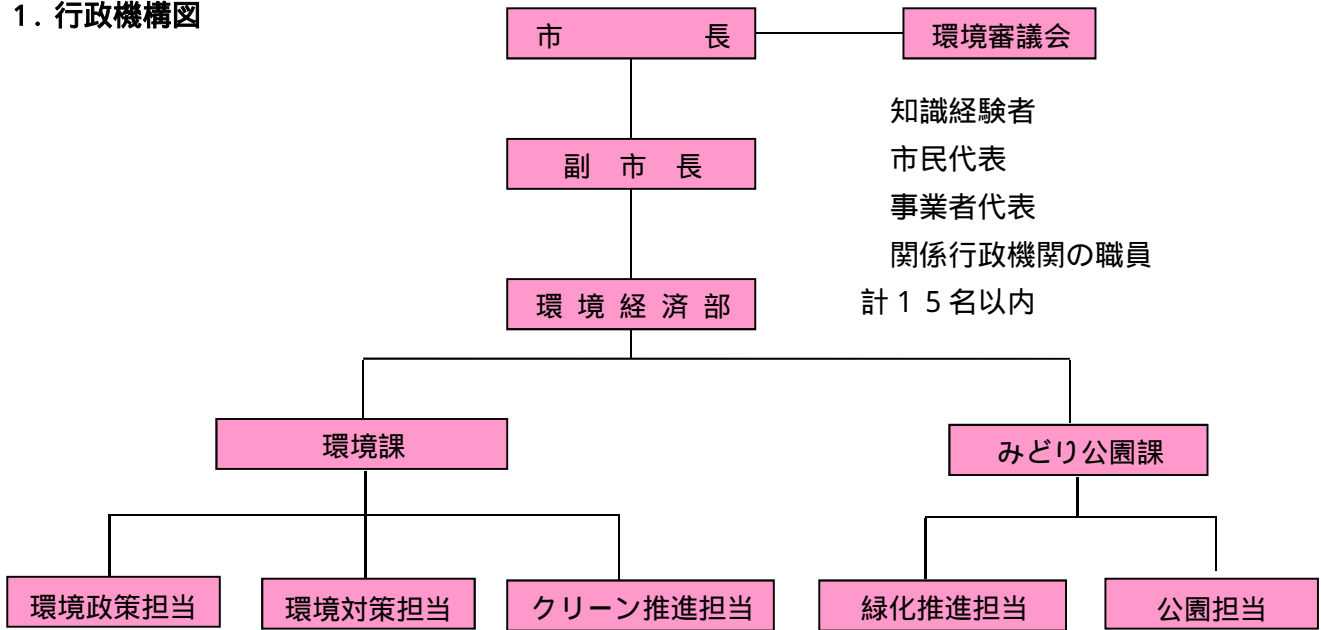 1．行政機構図
市　　　　　長
環境審議会
知識経験者
副　市　長
市民代表
事業者代表
関係行政機関の職員
環 境 経 済 部
計１５名以内
環境課
みどり公園課
環境政策担当
環境対策担当
クリーン推進担当
緑化推進担当
公園担当